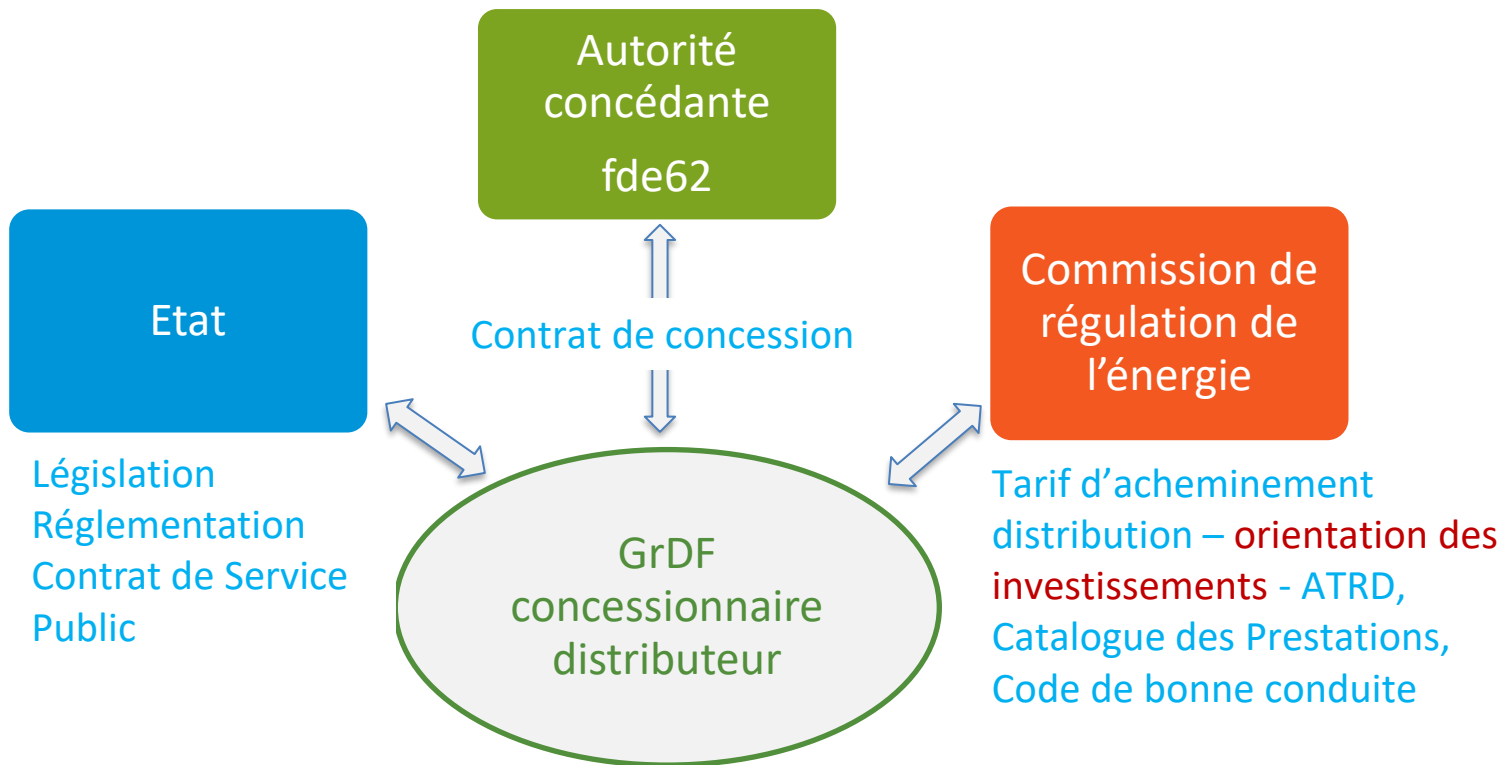 Autorité
concédante
fde62
Etat
Commission de
régulation de
l’énergie
Contrat de concession
Législation
Réglementation
Contrat de Service
Public
GrDF
concessionnaire
distributeur
Tarif d’acheminement
distribution – orientation des
investissements - ATRD,
Catalogue des Prestations,
Code de bonne conduite